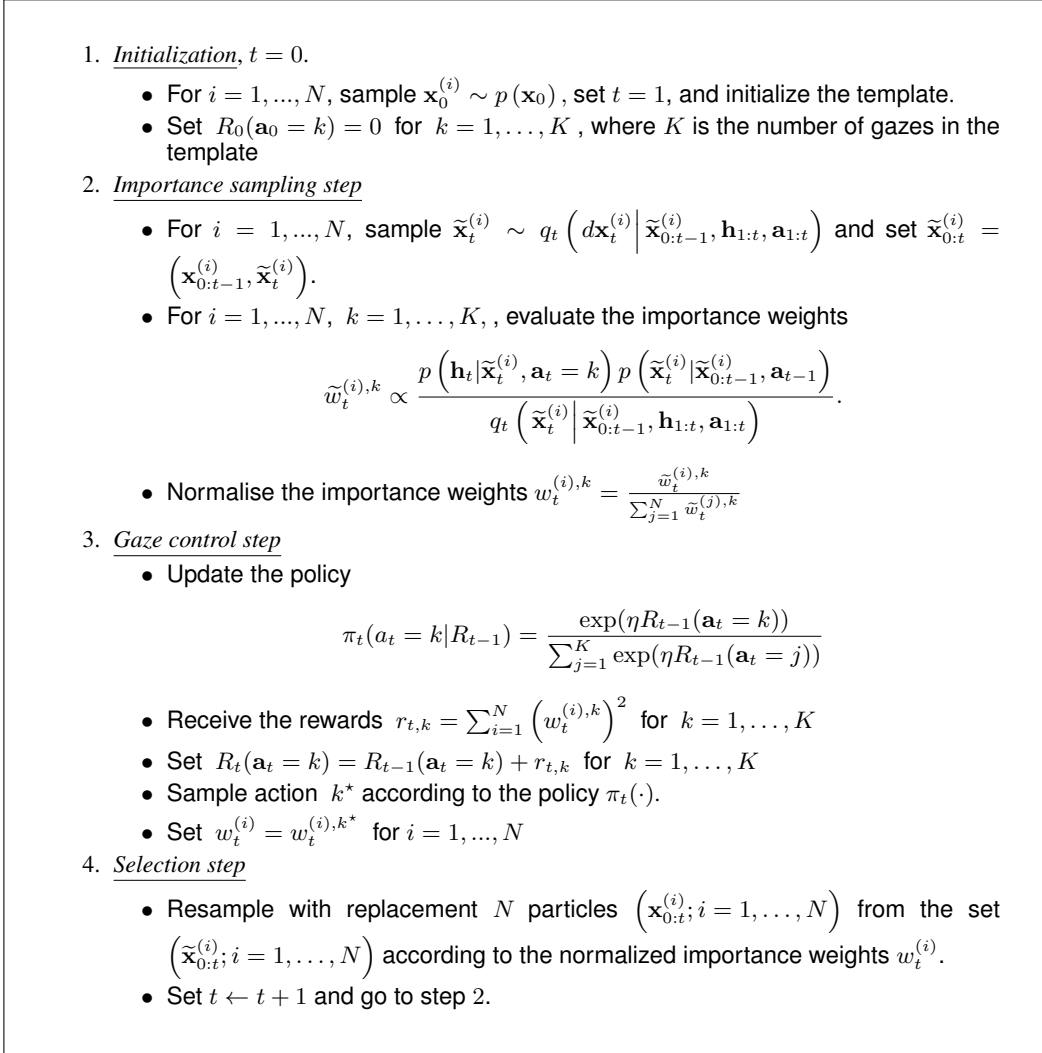 1. Initialization, t = 0.
• For i = 1, ..., N, sample x_0^{(i)} ∼ p (x_0) , set t = 1, and initialize the template.
• Set R_0(a_0 = k) = 0 for k = 1, . . . , K , where K is the number of gazes in the
template
2. Importance sampling step
• For i = 1, ..., N, sample x̃_t^{(i)} ∼ q_t ( dx_t^{(i)} | x̃_{0:t−1}^{(i)}, h_{1:t}, a_{1:t} ) and set x̃_{0:t}^{(i)} =
( x_{0:t−1}^{(i)}, x̃_t^{(i)} ).
• For i = 1, ..., N, k = 1, . . . , K, , evaluate the importance weights
w̃_t^{(i),k} ∝ \frac{p ( h_t | x̃_t^{(i)}, a_t = k ) p ( x̃_t^{(i)} | x̃_{0:t−1}^{(i)}, a_{t−1} )}{q_t ( x̃_t^{(i)} | x̃_{0:t−1}^{(i)}, h_{1:t}, a_{1:t} )}.
• Normalise the importance weights w_t^{(i),k} = \frac{w̃_t^{(i),k}}{∑_{j=1}^{N} w̃_t^{(j),k}}
3. Gaze control step
• Update the policy
π_t(a_t = k|R_{t−1}) = \frac{exp(ηR_{t−1}(a_t = k))}{∑_{j=1}^{K} exp(ηR_{t−1}(a_t = j))}
• Receive the rewards r_{t,k} = ∑_{i=1}^{N} ( w_t^{(i),k} )^2 for k = 1, . . . , K
• Set R_t(a_t = k) = R_{t−1}(a_t = k) + r_{t,k} for k = 1, . . . , K
• Sample action k^⋆ according to the policy π_t(·).
• Set w_t^{(i)} = w_t^{(i),k^⋆} for i = 1, ..., N
4. Selection step
• Resample with replacement N particles ( x_{0:t}^{(i)}; i = 1, . . . , N ) from the set
( x̃_{0:t}^{(i)}; i = 1, . . . , N ) according to the normalized importance weights w_t^{(i)}.
• Set t ← t + 1 and go to step 2.